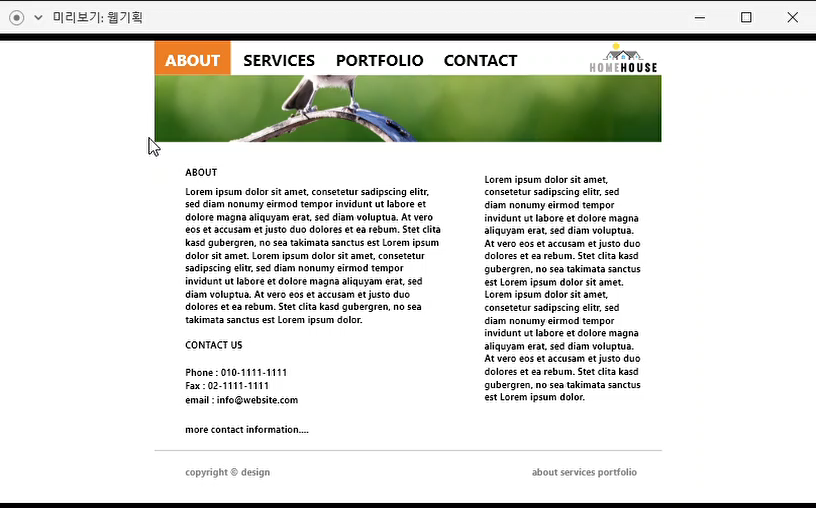 미리보기: 웹기획
ABOUT SERVICES PORTFOLIO CONTACT
HOMEHOUSE
ABOUT
Lorem ipsum dolor sit amet, consetetur sadipscing elitr,
sed diam nonumy eirmod tempor invidunt ut labore et
dolore magna aliquyam erat, sed diam voluptua. At vero
eos et accusam et justo duo dolores et ea rebum. Stet clita
kasd gubergren, no sea takimata sanctus est Lorem ipsum
dolor sit amet. Lorem ipsum dolor sit amet, consetetur
sadipscing elitr, sed diam nonumy eirmod tempor
invidunt ut labore et dolore magna aliquyam erat, sed
diam voluptua. At vero eos et accusam et justo duo
dolores et ea rebum. Stet clita kasd gubergren, no sea
takimata sanctus est Lorem ipsum dolor.
CONTACT US
Phone : 010-1111-1111
Fax : 02-1111-1111
email : info@website.com
more contact information....
Lorem ipsum dolor sit amet,
consetetur sadipscing elitr, sed
diam nonumy eirmod tempor
invidunt ut labore et dolore magna
aliquyam erat, sed diam voluptua.
At vero eos et accusam et justo duo
dolores et ea rebum. Stet clita kasd
gubergren, no sea takimata sanctus
est Lorem ipsum dolor sit amet.
Lorem ipsum dolor sit amet,
consetetur sadipscing elitr, sed
diam nonumy eirmod tempor
invidunt ut labore et dolore magna
aliquyam erat, sed diam voluptua.
At vero eos et accusam et justo duo
dolores et ea rebum. Stet clita kasd
gubergren, no sea takimata sanctus
est Lorem ipsum dolor.
copyright © design
about services portfolio